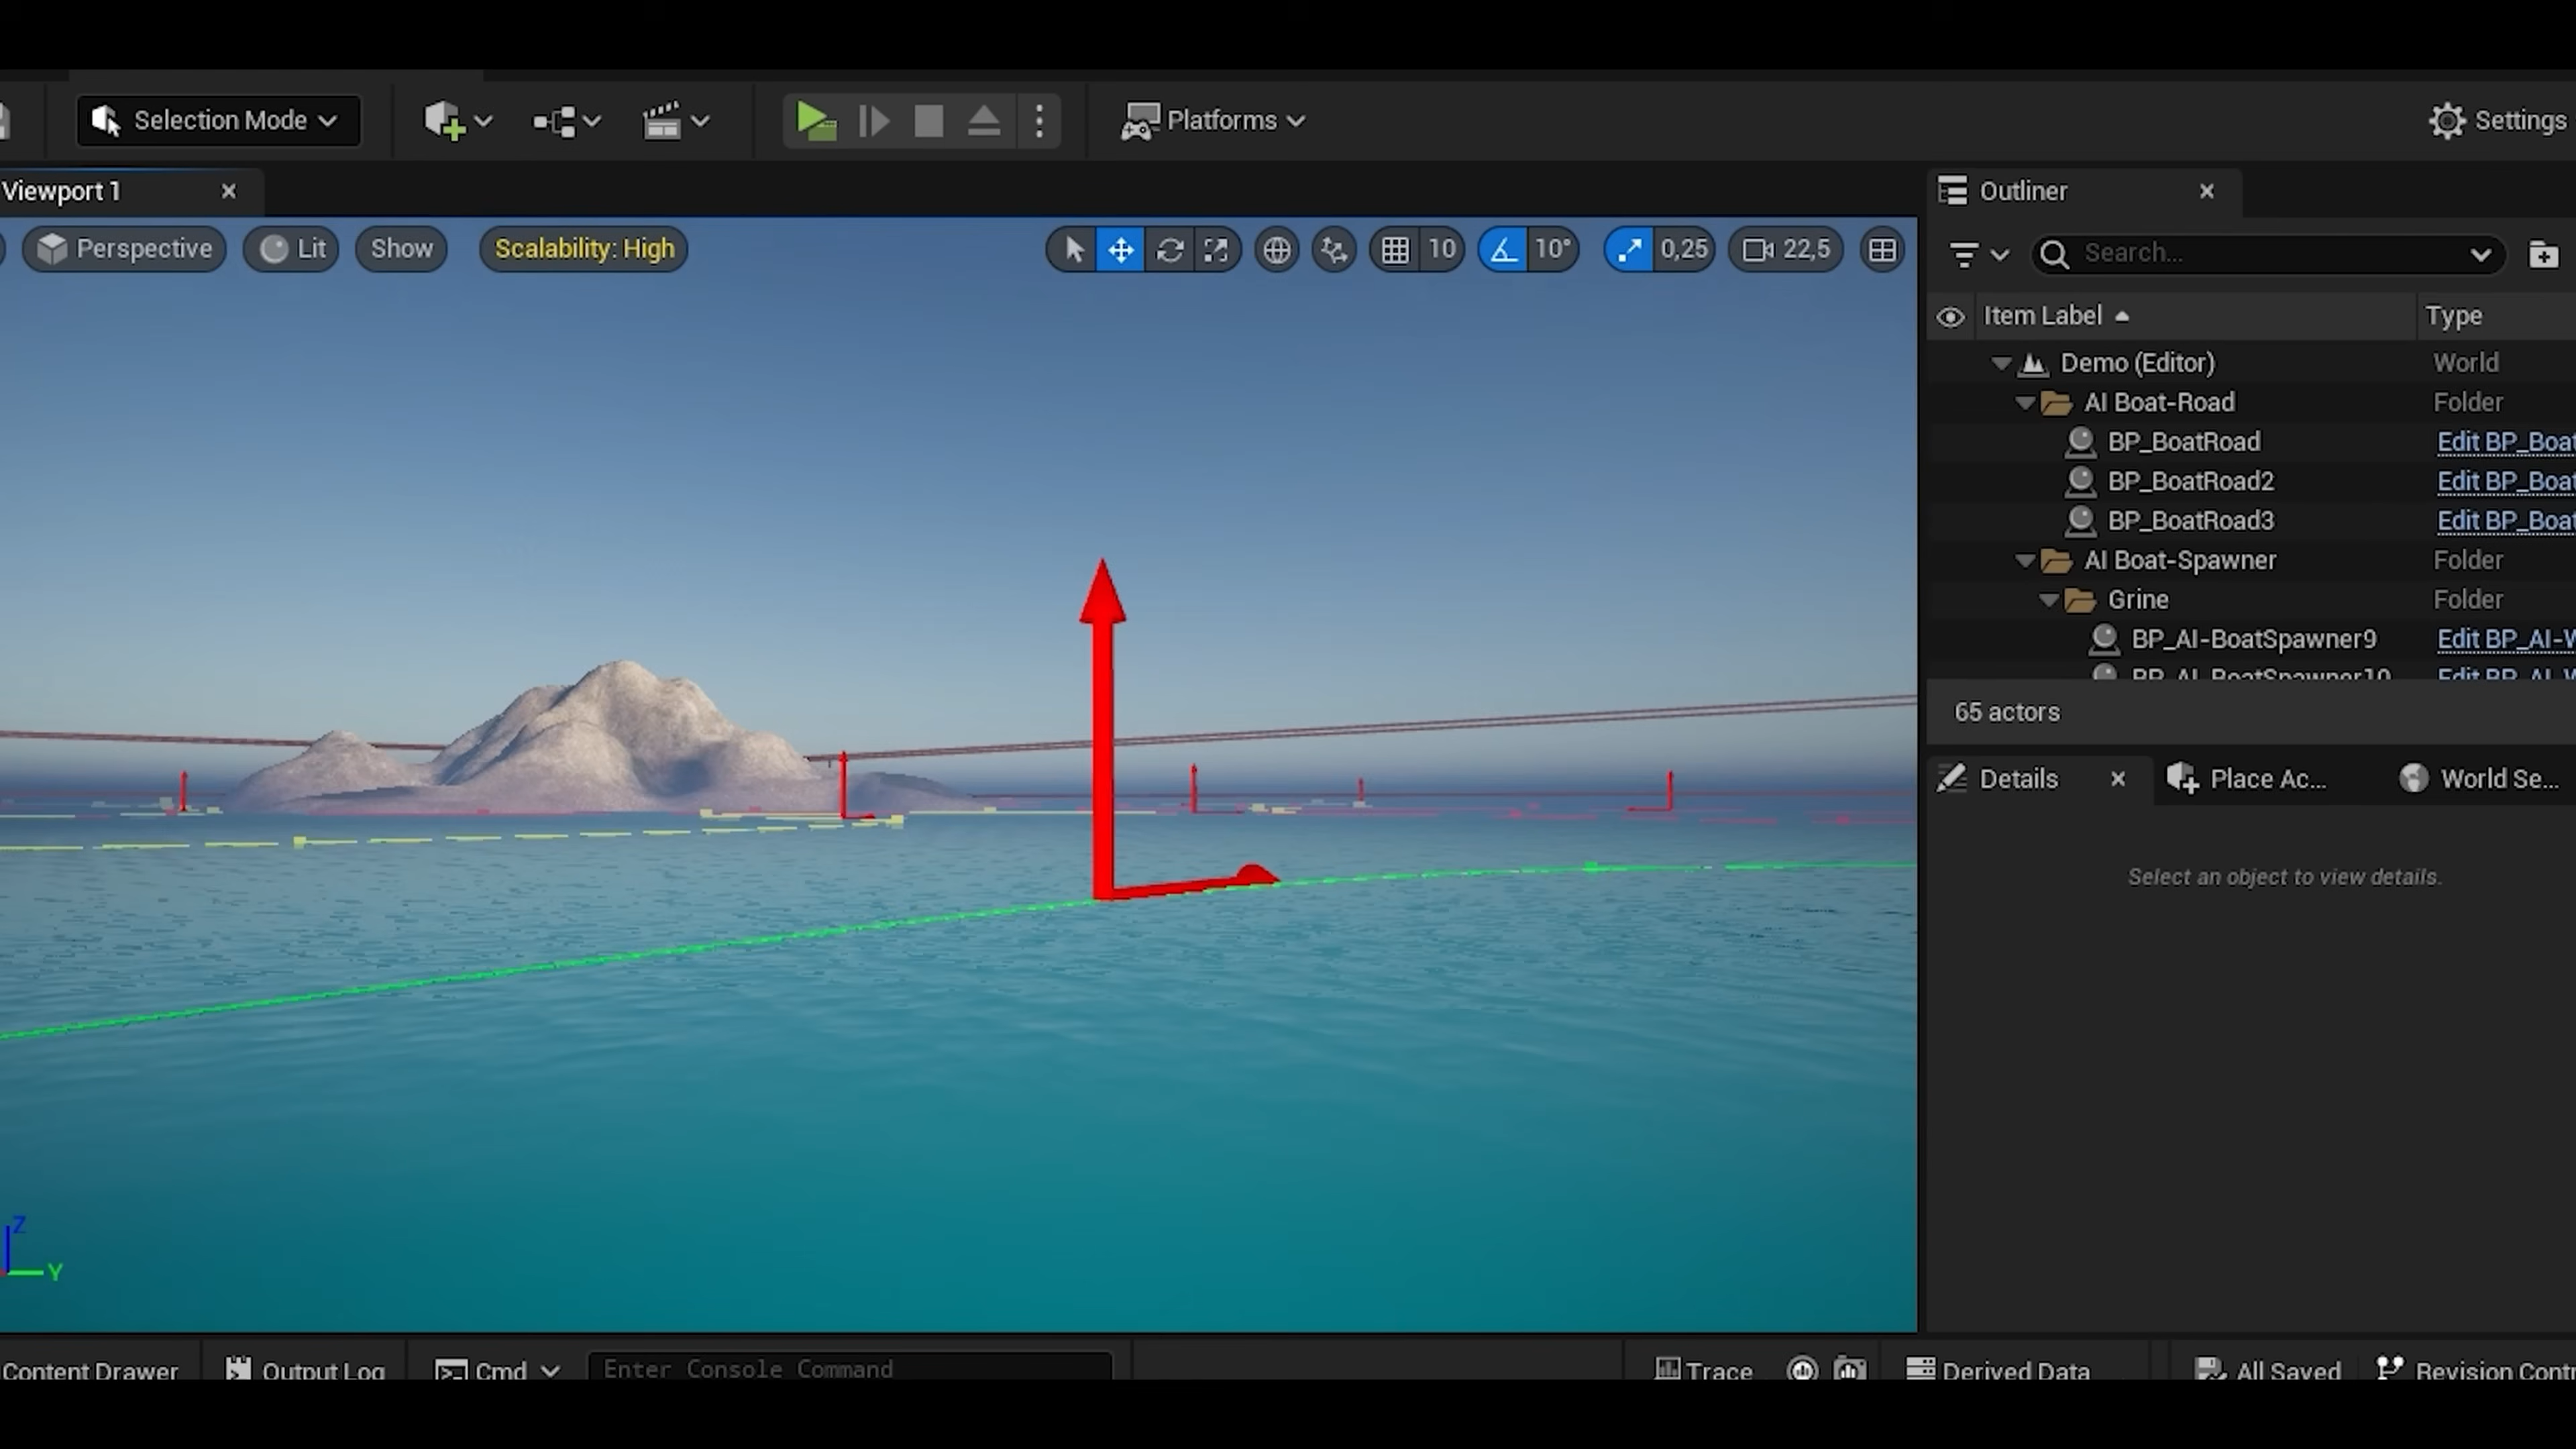 Selection Mode
Platforms
Settings
Viewport 1
Outliner
Perspective
Lit
Show
Scalability: High
10
10°
0,25
22,5
Search...
Item Label
Type
Demo (Editor)
World
AI Boat-Road
Folder
BP_BoatRoad
Edit BP_Boat
BP_BoatRoad2
Edit BP_Boat
BP_BoatRoad3
Edit BP_Boat
AI Boat-Spawner
Folder
Grine
Folder
BP_AI-BoatSpawner9
Edit BP_AI-W
BP_AI-BoatSpawner10
Edit BP_AI-W
65 actors
Details
Place Ac...
World Se...
Select an object to view details.
Z
Y
Content Drawer
Output Log
Cmd
Enter Console Command
Trace
Derived Data
All Saved
Revision Contr